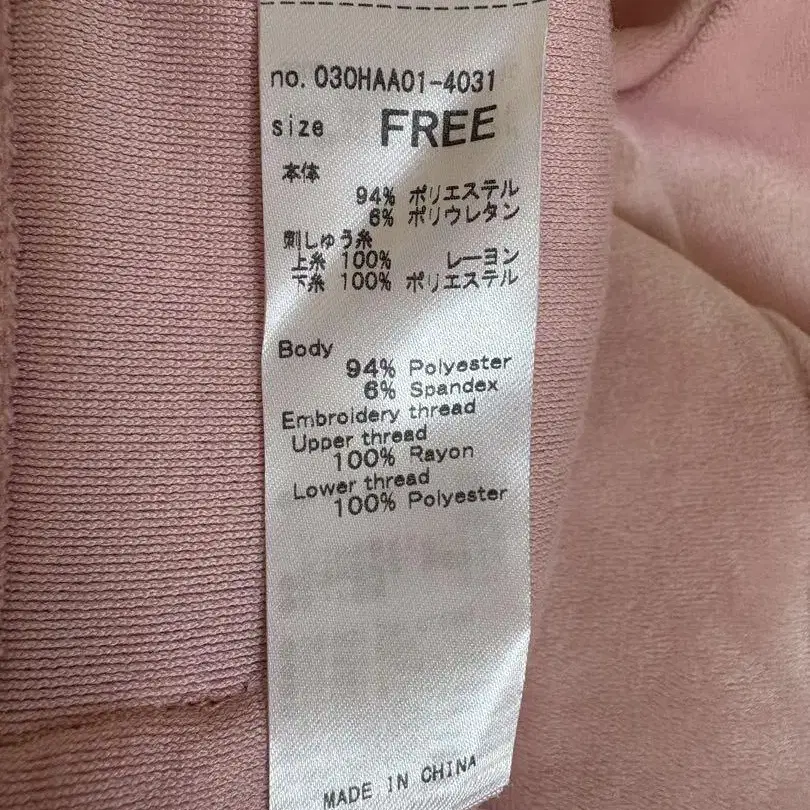 no. 030HAA01-4031
size FREE
本体
94% ポリエステル
6% ポリウレタン
刺しゅう糸
上糸 100% レーヨン
下糸 100% ポリエステル
Body
94% Polyester
6% Spandex
Embroidery thread
Upper thread
100% Rayon
Lower thread
100% Polyester
MADE IN CHINA